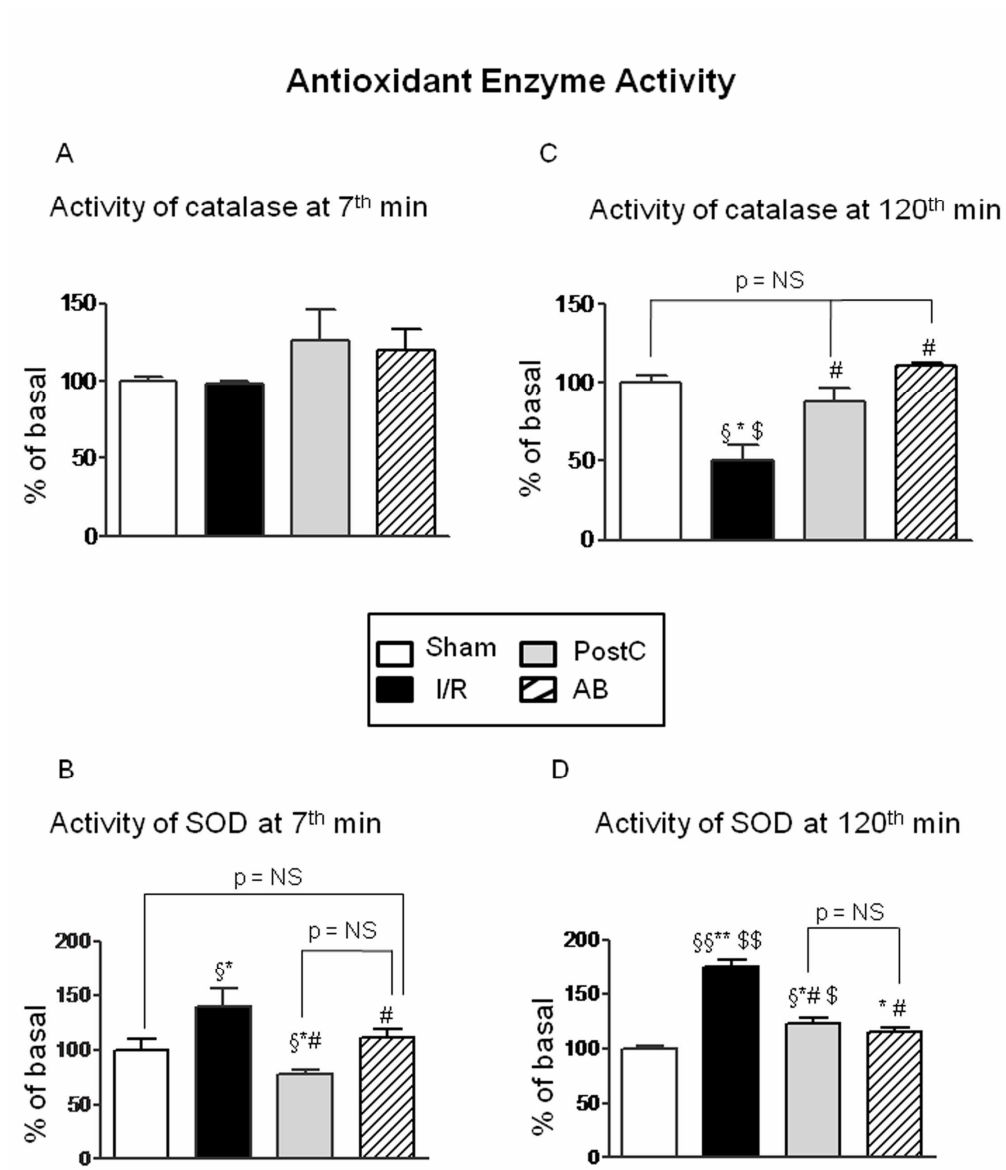 Antioxidant Enzyme Activity
A
Activity of catalase at 7th min
150
100
50
0
% of basal
C
Activity of catalase at 120th min
p = NS
150
100
50
0
% of basal
§ * $
#
#
Sham
PostC
I/R
AB
B
Activity of SOD at 7th min
p = NS
p = NS
200
150
100
50
0
% of basal
§*
§*#
#
D
Activity of SOD at 120th min
p = NS
200
150
100
50
0
% of basal
§§** $$
§*# $
* #